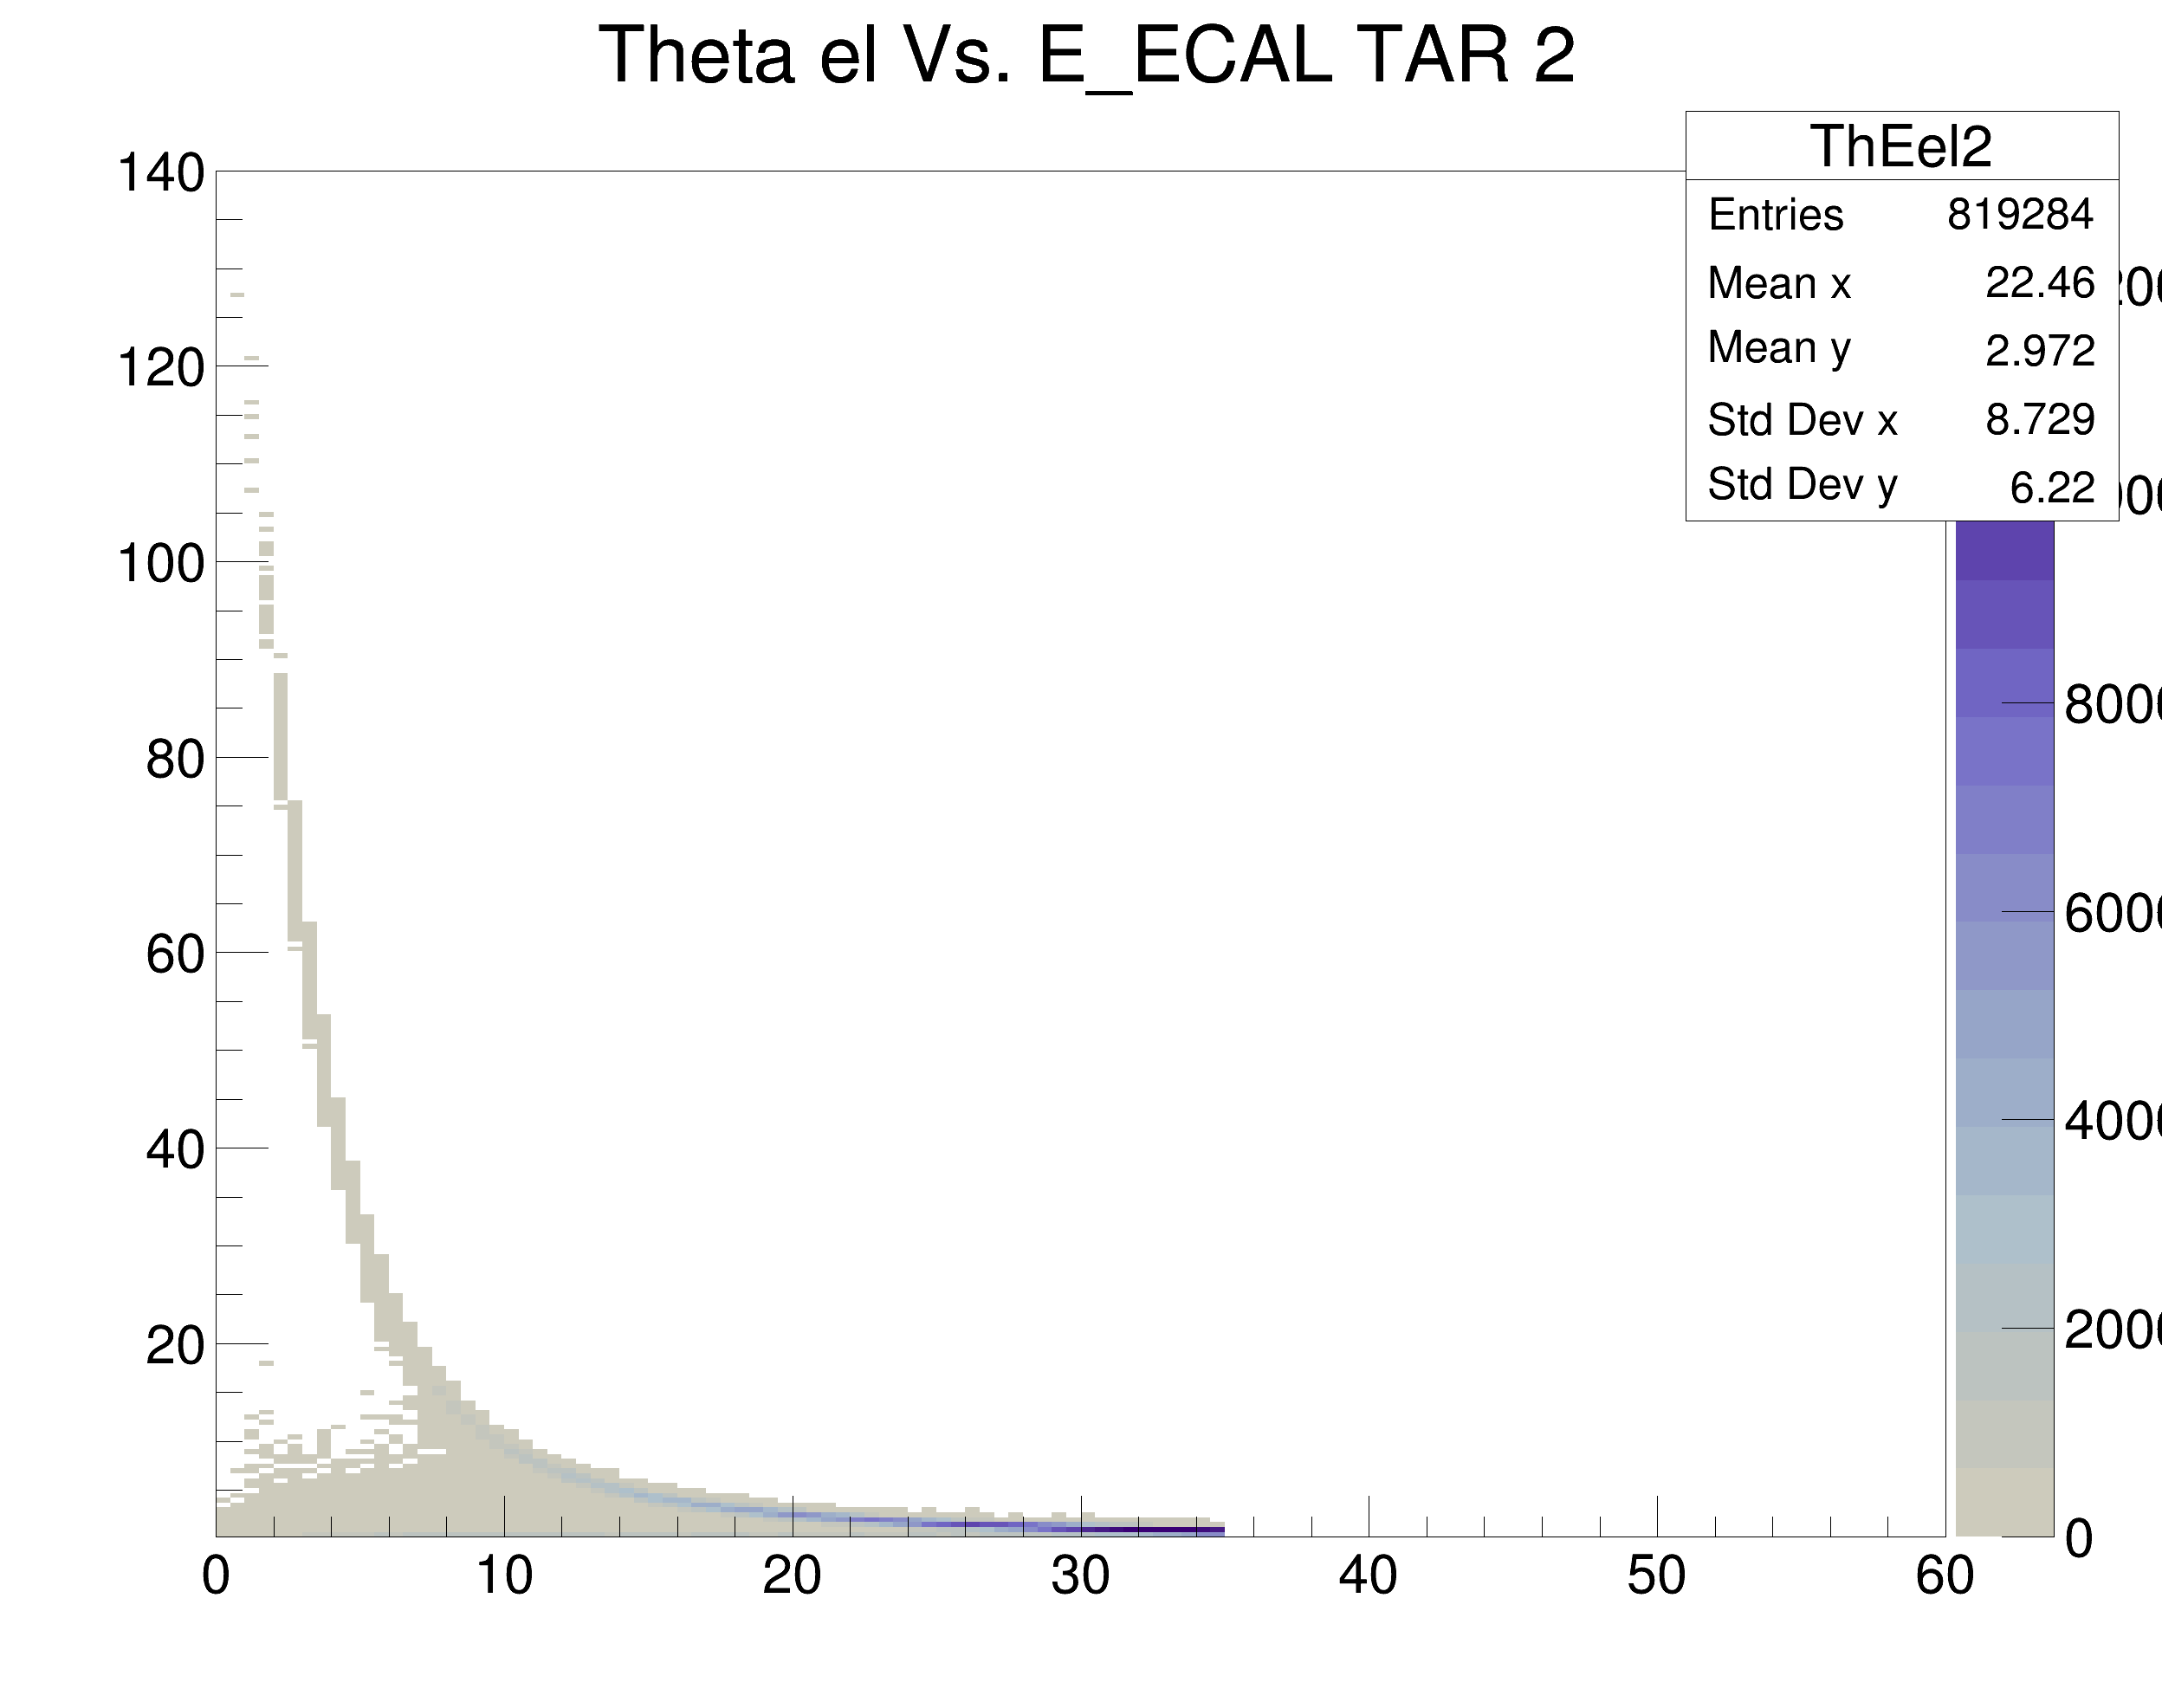 Theta el Vs. E_ECAL TAR 2
ThEel2
Entries 819284
Mean x 22.46
Mean y 2.972
Std Dev x 8.729
Std Dev y 6.22
140
120
100
80
60
40
20
0 10 20 30 40 50 60
0